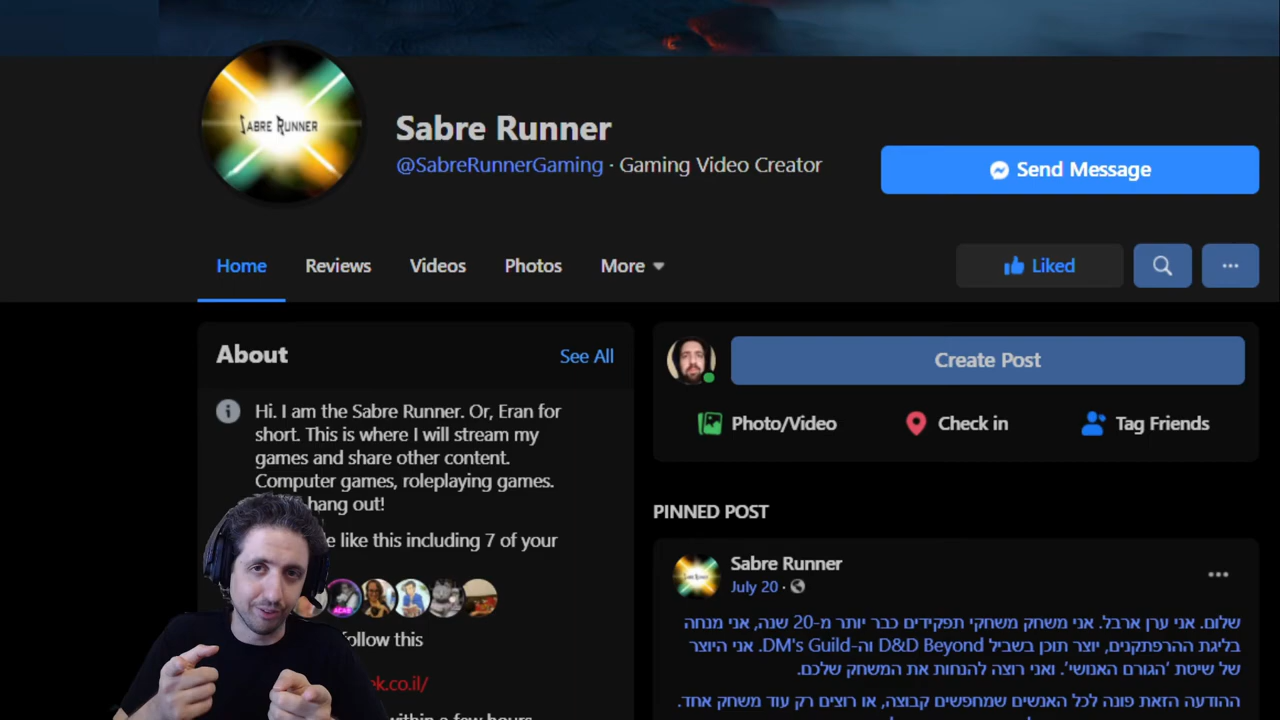 SABRE RUNNER
Sabre Runner
@SabreRunnerGaming · Gaming Video Creator
Send Message
Home
Reviews
Videos
Photos
More
Liked
About
See All
Create Post
Hi. I am the Sabre Runner. Or, Eran for
short. This is where I will stream my
games and share other content.
Computer games, roleplaying games.
hang out!
like this including 7 of your
follow this
Photo/Video
Check in
Tag Friends
PINNED POST
Sabre Runner
July 20 ·
שלום. אני ערן ארבל. אני משחק משחקי תפקידים כבר יותר מ-20 שנה, אני מנחה
בליגת ההרפתקנים, יוצר תוכן בשביל D&D Beyond וה-DM's Guild. אני היוצר
של שיטת 'הגורם האנושי'. ואני רוצה להנחות את המשחק שלכם.
ההודעה הזאת פונה לכל האנשים שמחפשים קבוצה, או רוצים רק עוד משחק אחד.